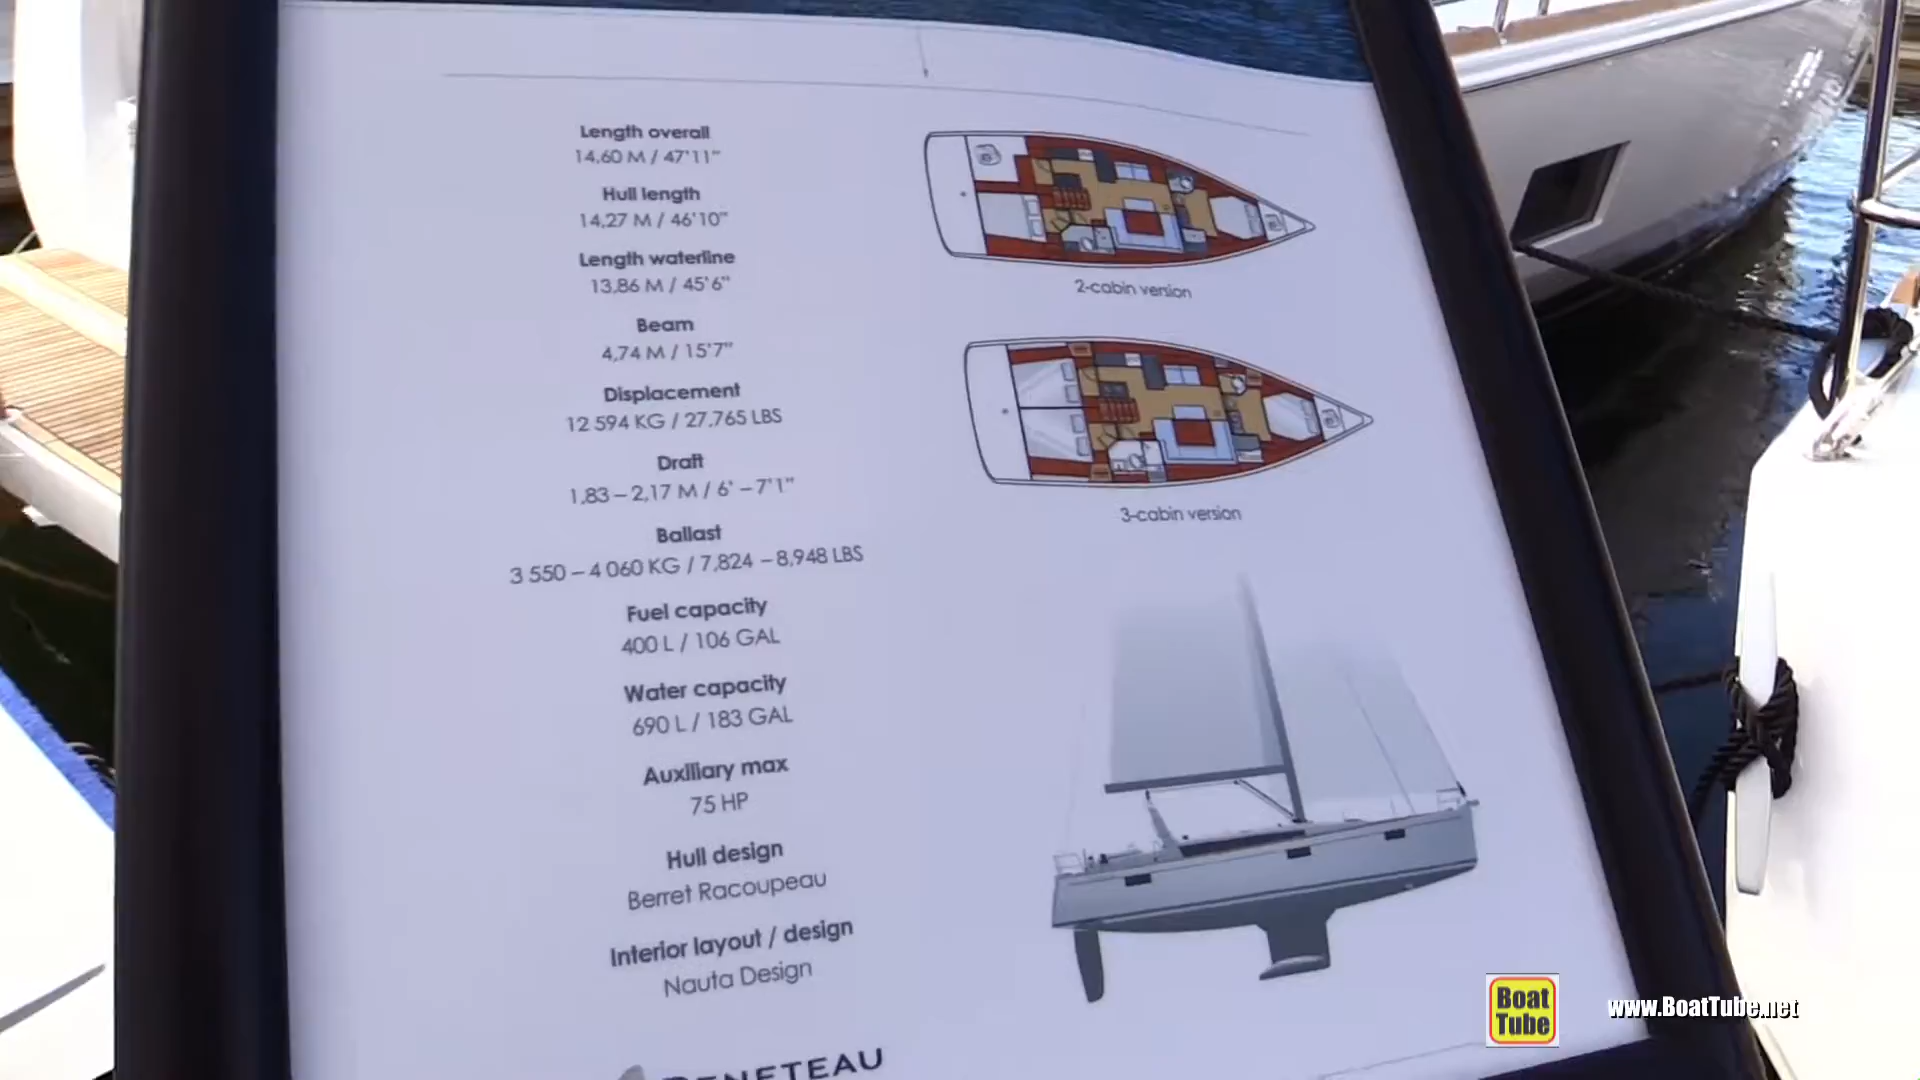 Length overall
14,60 M / 47'11"
Hull length
14,27 M / 46'10"
Length waterline
13,86 M / 45'6"
Beam
4,74 M / 15'7"
Displacement
12 594 KG / 27,765 LBS
Draft
1,83 – 2,17 M / 6' – 7'1"
Ballast
3 550 – 4 060 KG / 7,824 – 8,948 LBS
Fuel capacity
400 L / 106 GAL
Water capacity
690 L / 183 GAL
Auxiliary max
75 HP
Hull design
Berret Racoupeau
Interior layout / design
Nauta Design
BENETEAU
2-cabin version
3-cabin version
Boat
Tube
www.BoatTube.net